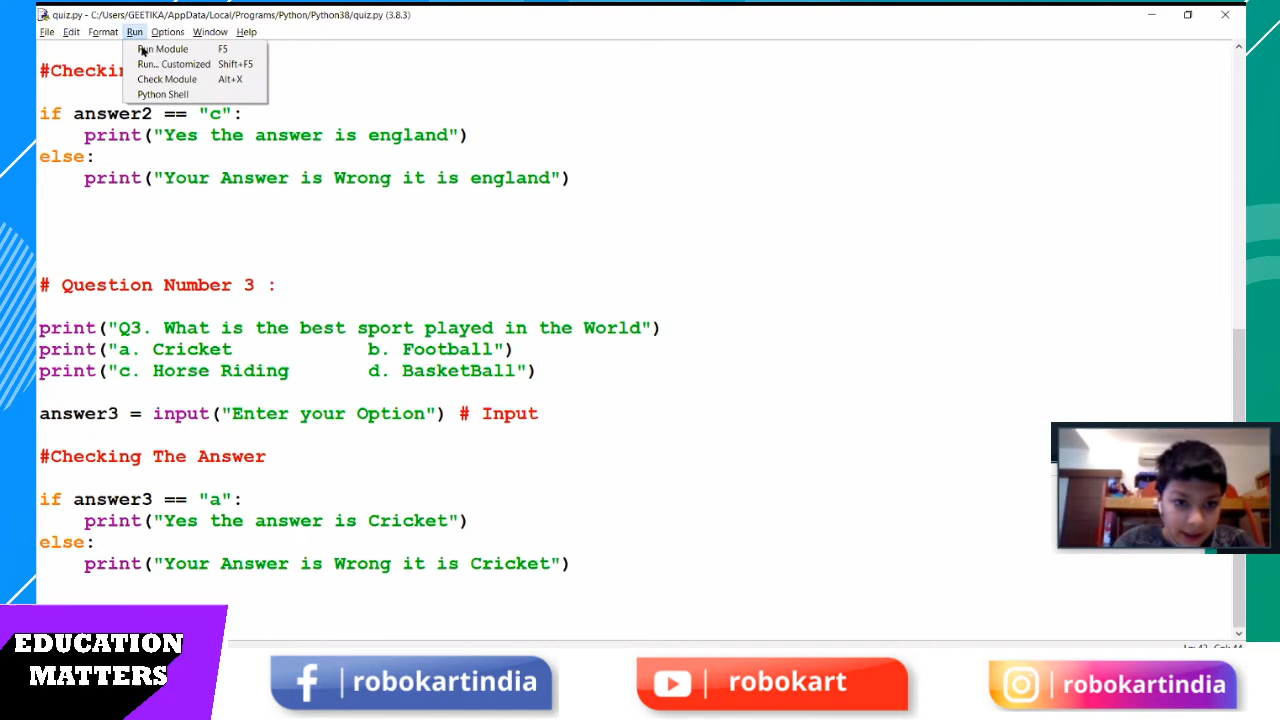 quiz.py - C:/Users/GEETIKA/AppData/Local/Programs/Python/Python38/quiz.py (3.8.3)
File Edit Format Run Options Window Help
Run Module F5
Run... Customized Shift+F5
Check Module Alt+X
Python Shell
#Checking
if answer2 == "c":
print("Yes the answer is england")
else:
print("Your Answer is Wrong it is england")
# Question Number 3 :
print("Q3. What is the best sport played in the World")
print("a. Cricket b. Football")
print("c. Horse Riding d. BasketBall")
answer3 = input("Enter your Option") # Input
#Checking The Answer
if answer3 == "a":
print("Yes the answer is Cricket")
else:
print("Your Answer is Wrong it is Cricket")
EDUCATION
MATTERS
f | robokartindia
| robokart
| robokartindia